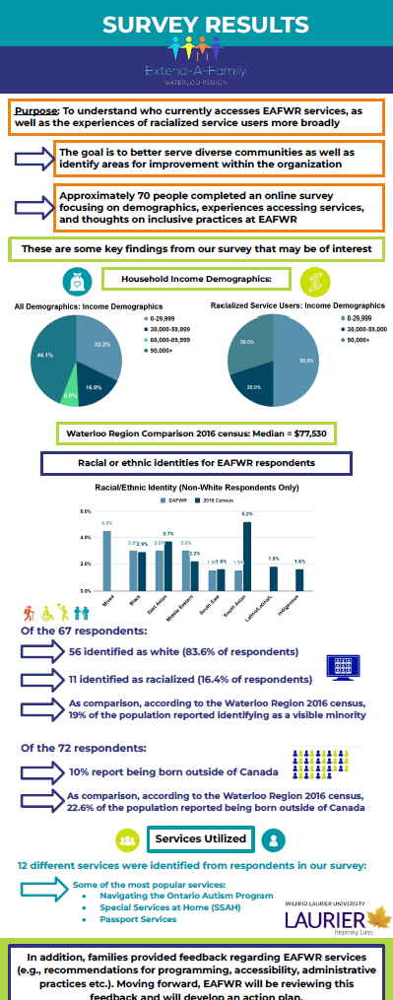 SURVEY RESULTS
Extend-A-Family
WATERLOO REGION
Purpose: To understand who currently accesses EAFWR services, as
well as the experiences of racialized service users more broadly
The goal is to better serve diverse communities as well as
identify areas for improvement within the organization
Approximately 70 people completed an online survey
focusing on demographics, experiences accessing services,
and thoughts on inclusive practices at EAFWR
These are some key findings from our survey that may be of interest
Household Income Demographics:
All Demographics: Income Demographics
0-29,999
30,000-59,999
60,000-89,999
90,000+
44.1%
32.2%
16.9%
6.8%
Racialized Service Users: Income Demographics
0-29,999
30,000-59,000
90,000+
30.0%
50.0%
20.0%
Waterloo Region Comparison 2016 census: Median = $77,530
Racial or ethnic identities for EAFWR respondents
Racial/Ethnic Identity (Non-White Respondents Only)
EAFWR
2016 Census
6.0%
4.0%
2.0%
0.0%
4.5%
3.0%
2.9%
3.0%
3.7%
3.0%
2.2%
1.5%
1.6%
1.5%
5.2%
1.8%
1.6%
Mixed
Black
East Asian
Middle Eastern
South East
South Asian
Latino/Latina/L
Indigenous
Of the 67 respondents:
56 identified as white (83.6% of respondents)
11 identified as racialized (16.4% of respondents)
As comparison, according to the Waterloo Region 2016 census,
19% of the population reported identifying as a visible minority
Of the 72 respondents:
10% report being born outside of Canada
As comparison, according to the Waterloo Region 2016 census,
22.6% of the population reported being born outside of Canada
Services Utilized
12 different services were identified from respondents in our survey:
Some of the most popular services:
Navigating the Ontario Autism Program
Special Services at Home (SSAH)
Passport Services
WILFRID LAURIER UNIVERSITY
LAURIER
Inspiring Lives.
In addition, families provided feedback regarding EAFWR services
(e.g., recommendations for programming, accessibility, administrative
practices etc.). Moving forward, EAFWR will be reviewing this
feedback and will develop an action plan.